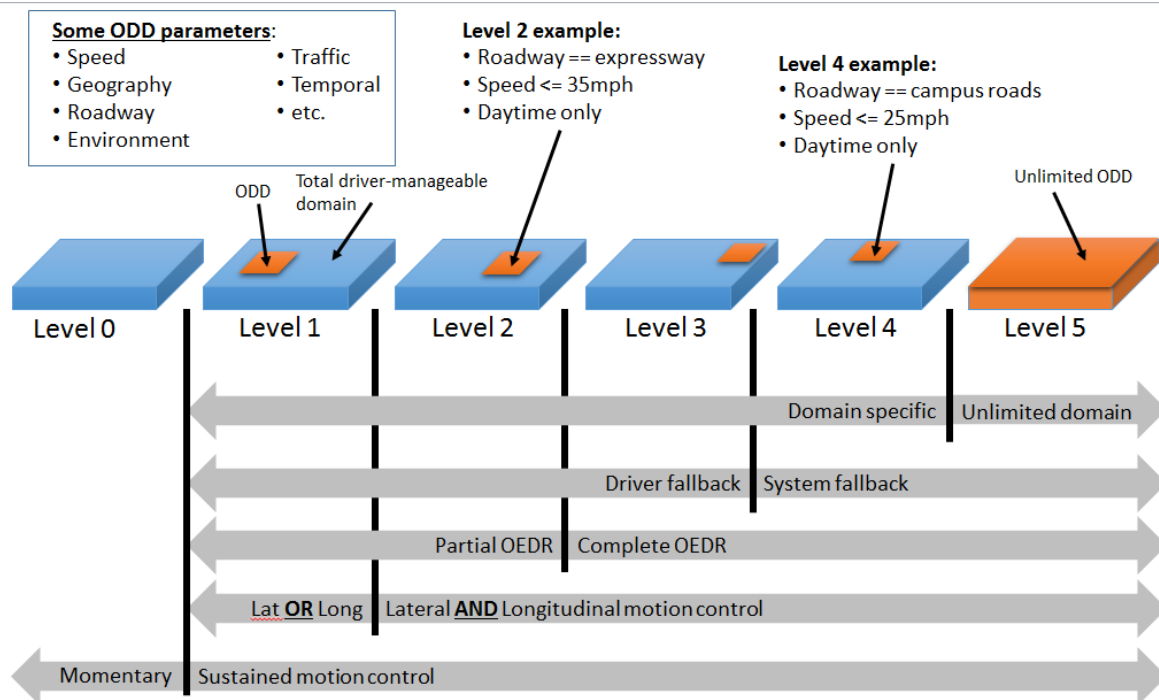 Some ODD parameters:
• Speed
• Geography
• Roadway
• Environment
• Traffic
• Temporal
• etc.
Level 2 example:
• Roadway == expressway
• Speed <= 35mph
• Daytime only
Level 4 example:
• Roadway == campus roads
• Speed <= 25mph
• Daytime only
ODD
Total driver-manageable
domain
Unlimited ODD
Level 0
Level 1
Level 2
Level 3
Level 4
Level 5
Domain specific
Unlimited domain
Driver fallback
System fallback
Partial OEDR
Complete OEDR
Lat OR Long
Lateral AND Longitudinal motion control
Momentary
Sustained motion control